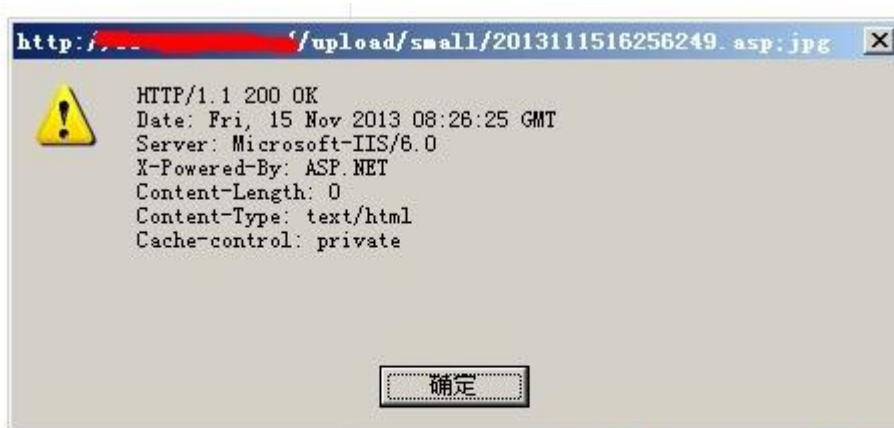 http:/ /upload/small/2013111516256249.asp;jpg
HTTP/1.1 200 OK
Date: Fri, 15 Nov 2013 08:26:25 GMT
Server: Microsoft-IIS/6.0
X-Powered-By: ASP.NET
Content-Length: 0
Content-Type: text/html
Cache-control: private
确定